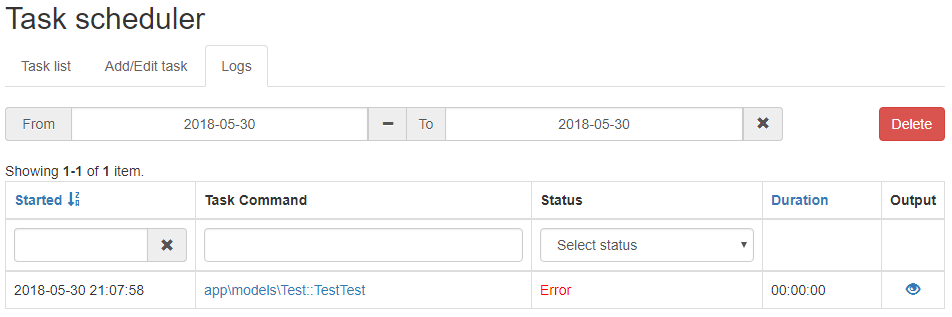 Task scheduler
Task list Add/Edit task Logs
From 2018-05-30 To 2018-05-30 Delete
Showing 1-1 of 1 item.
Started Task Command Status Duration Output
Select status
2018-05-30 21:07:58 app\models\Test::TestTest Error 00:00:00